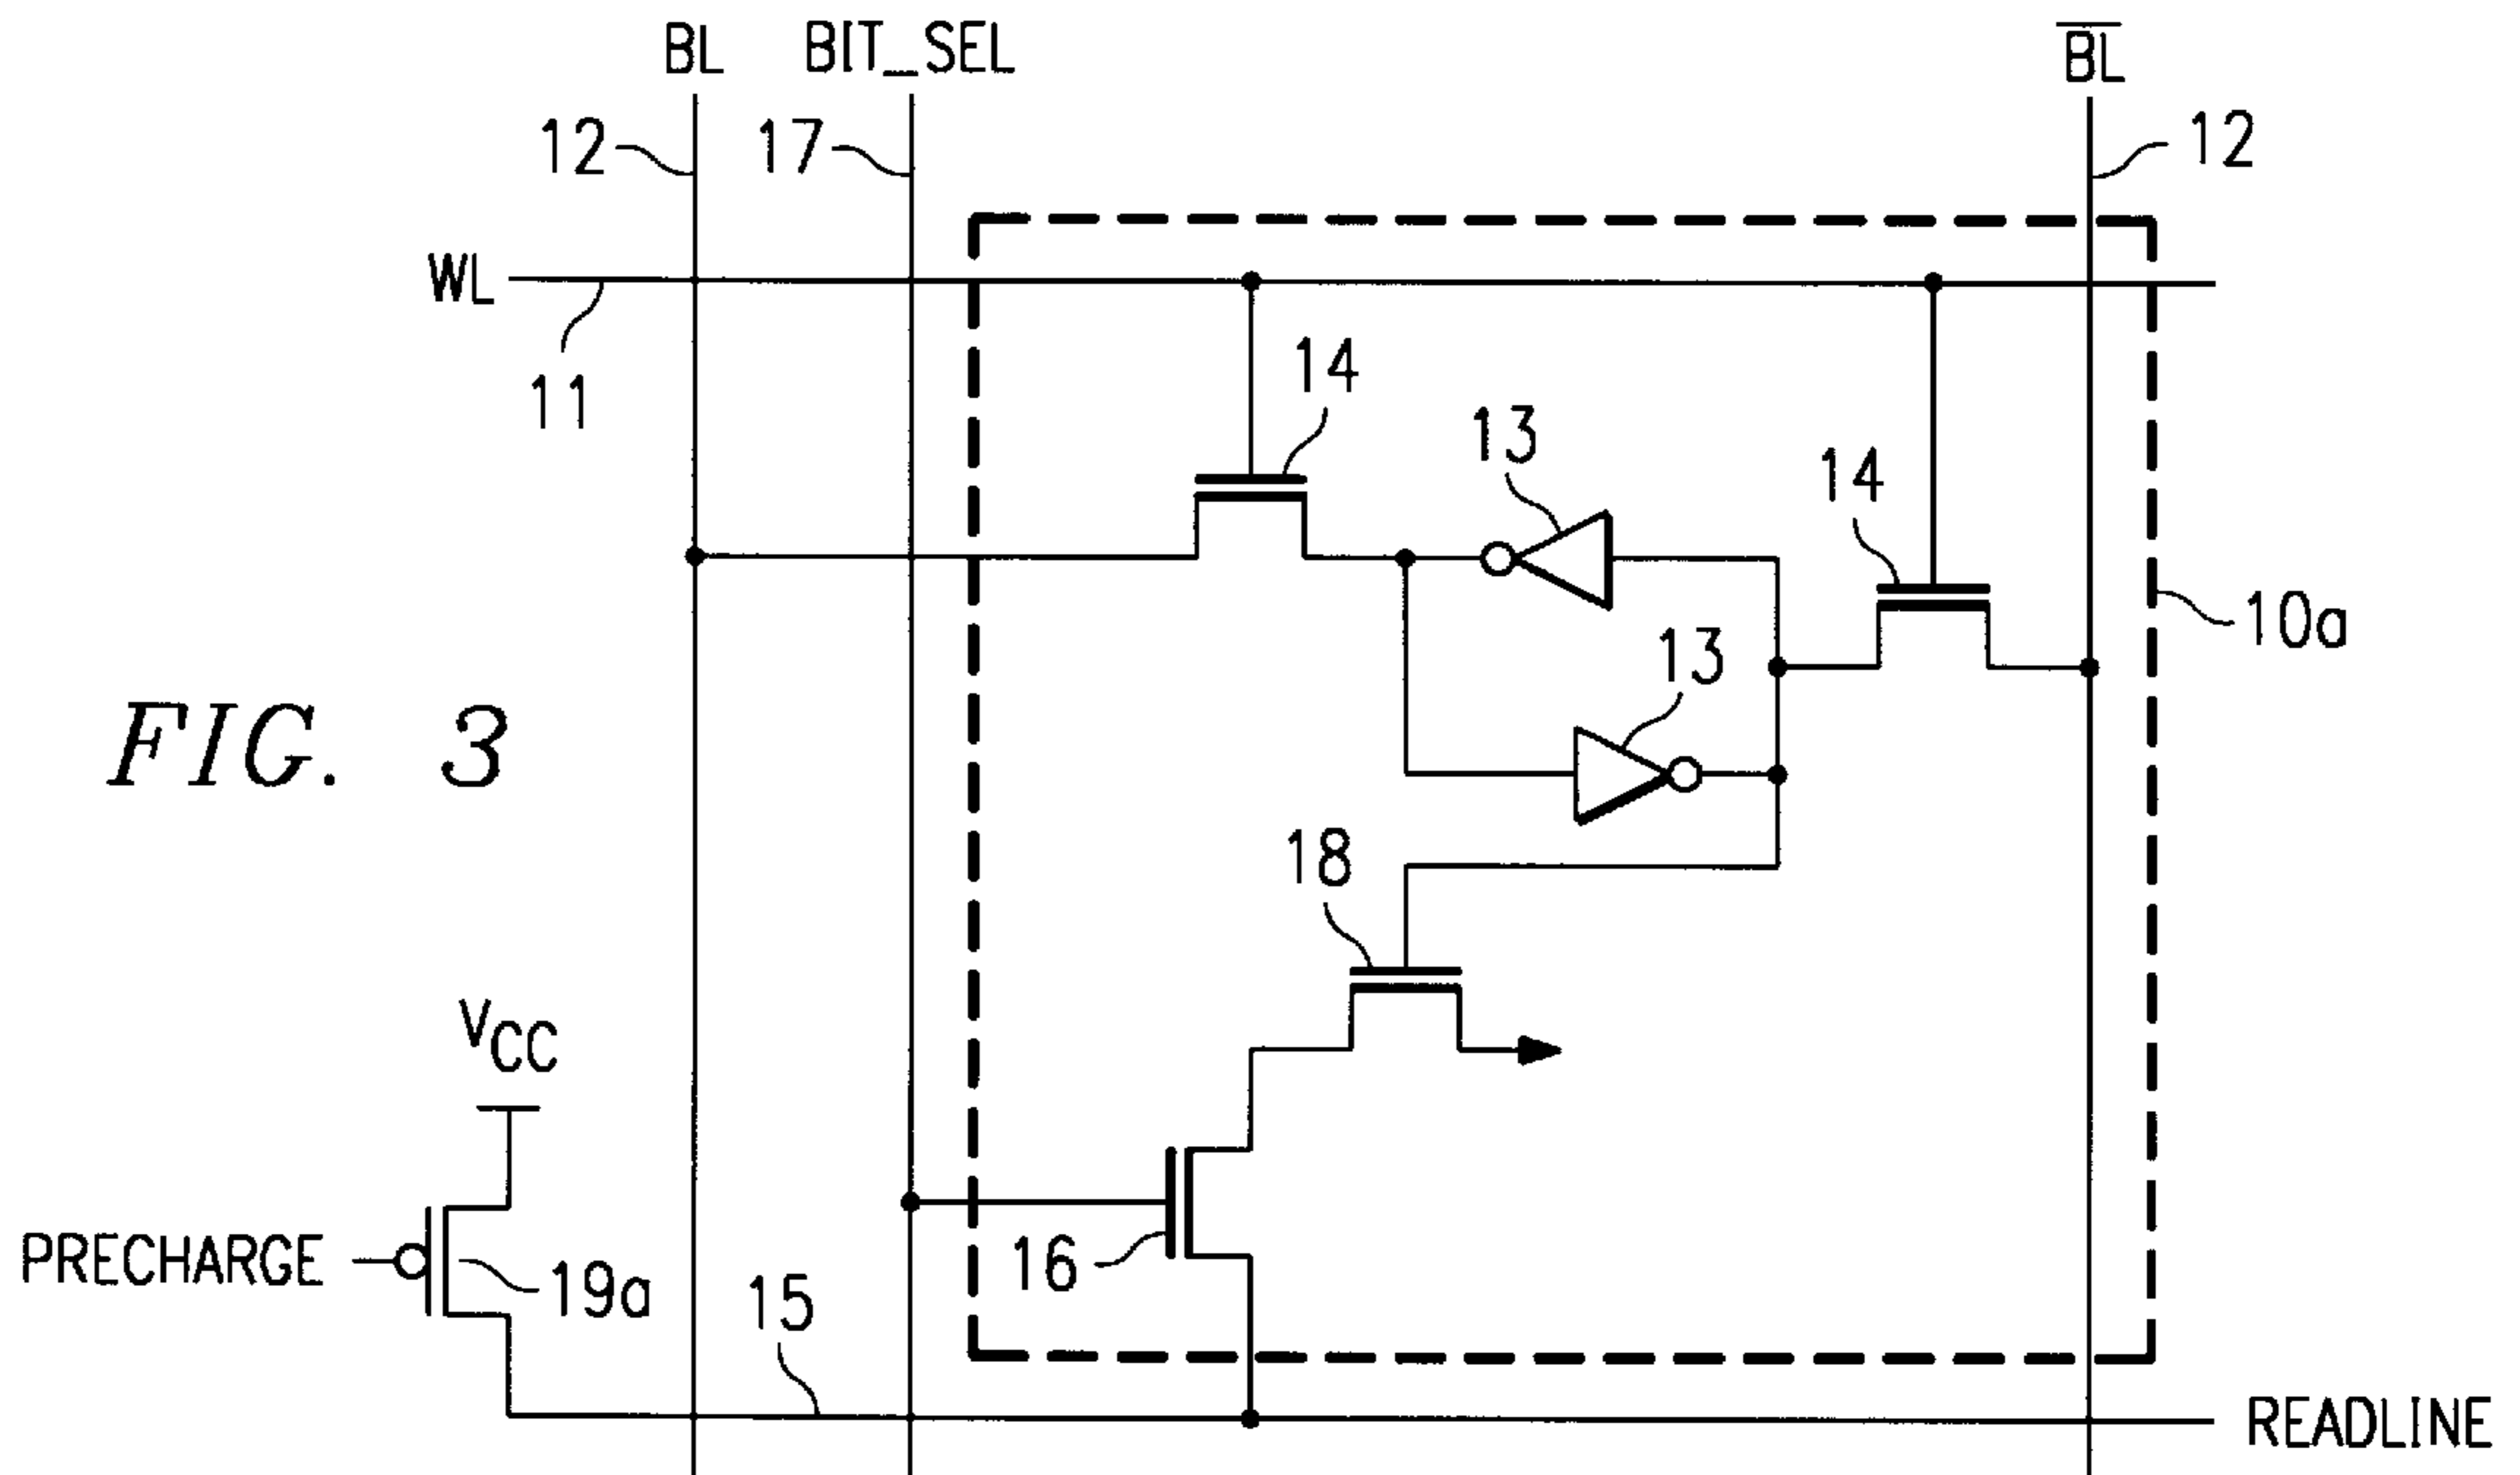 BL
BIT_SEL
B̅L̅
12
17
12
WL
11
14
13
14
10a
13
FIG. 3
18
VCC
PRECHARGE
19a
16
15
READLINE